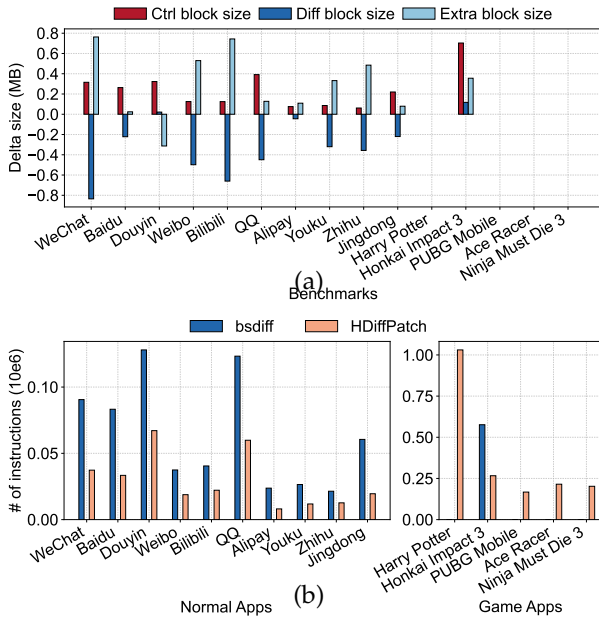 Ctrl block size Diff block size Extra block size
Delta size (MB)
0.8
0.6
0.4
0.2
0.0
−0.2
−0.4
−0.6
−0.8
WeChat
Baidu
Douyin
Weibo
Bilibili
QQ
Alipay
Youku
Zhihu
Jingdong
Harry Potter
Honkai Impact 3
PUBG Mobile
Ace Racer
Ninja Must Die 3
(a)
Benchmarks
bsdiff HDiffPatch
# of instructions (10e6)
0.10
0.05
0.00
WeChat
Baidu
Douyin
Weibo
Bilibili
QQ
Alipay
Youku
Zhihu
Jingdong
1.00
0.75
0.50
0.25
0.00
Harry Potter
Honkai Impact 3
PUBG Mobile
Ace Racer
Ninja Must Die 3
(b)
Normal Apps Game Apps